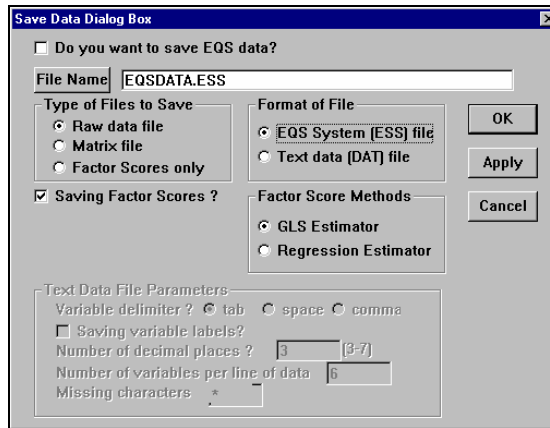 Save Data Dialog Box
Do you want to save EQS data?
File Name EQSDATA.ESS
Type of Files to Save
Raw data file
Matrix file
Factor Scores only
Format of File
EQS System (ESS) file
Text data (DAT) file
OK
Apply
Cancel
Saving Factor Scores ?
Factor Score Methods
GLS Estimator
Regression Estimator
Text Data File Parameters
Variable delimiter ? tab space comma
Saving variable labels?
Number of decimal places ? 3 (3-7)
Number of variables per line of data 6
Missing characters *